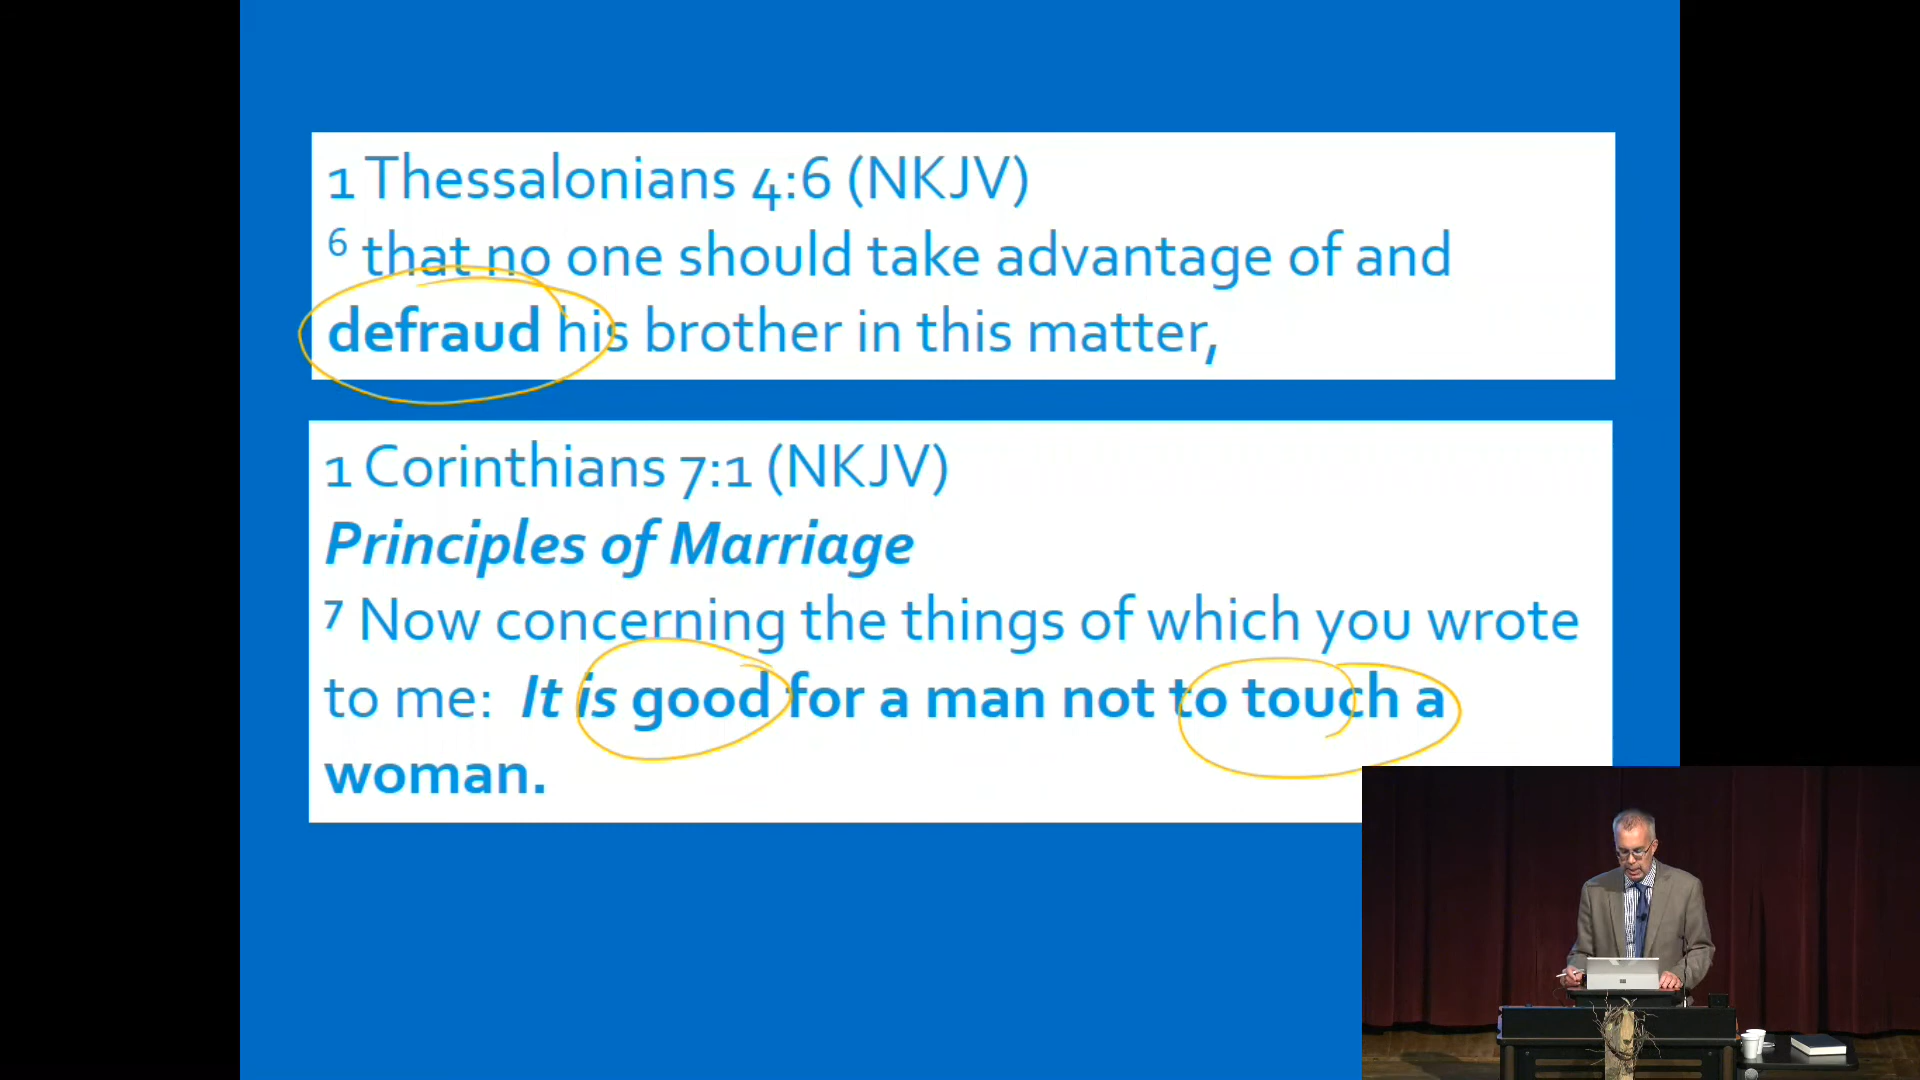 1 Thessalonians 4:6 (NKJV)
6 that no one should take advantage of and
defraud his brother in this matter,
1 Corinthians 7:1 (NKJV)
Principles of Marriage
7 Now concerning the things of which you wrote
to me: It is good for a man not to touch a
woman.